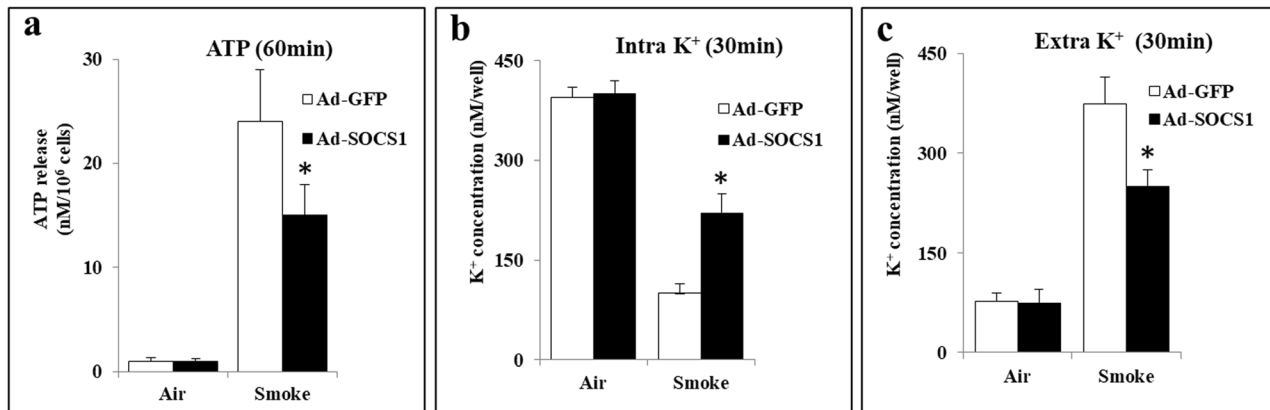 a
ATP (60min)
ATP release
(nM/10⁶ cells)
30
20
10
0
Ad-GFP
Ad-SOCS1
*
Air
Smoke
b
Intra K⁺ (30min)
K⁺ concentration (nM/well)
450
300
150
0
Ad-GFP
Ad-SOCS1
*
Air
Smoke
c
Extra K⁺ (30min)
K⁺ concentration (nM/well)
450
300
150
0
Ad-GFP
Ad-SOCS1
*
Air
Smoke